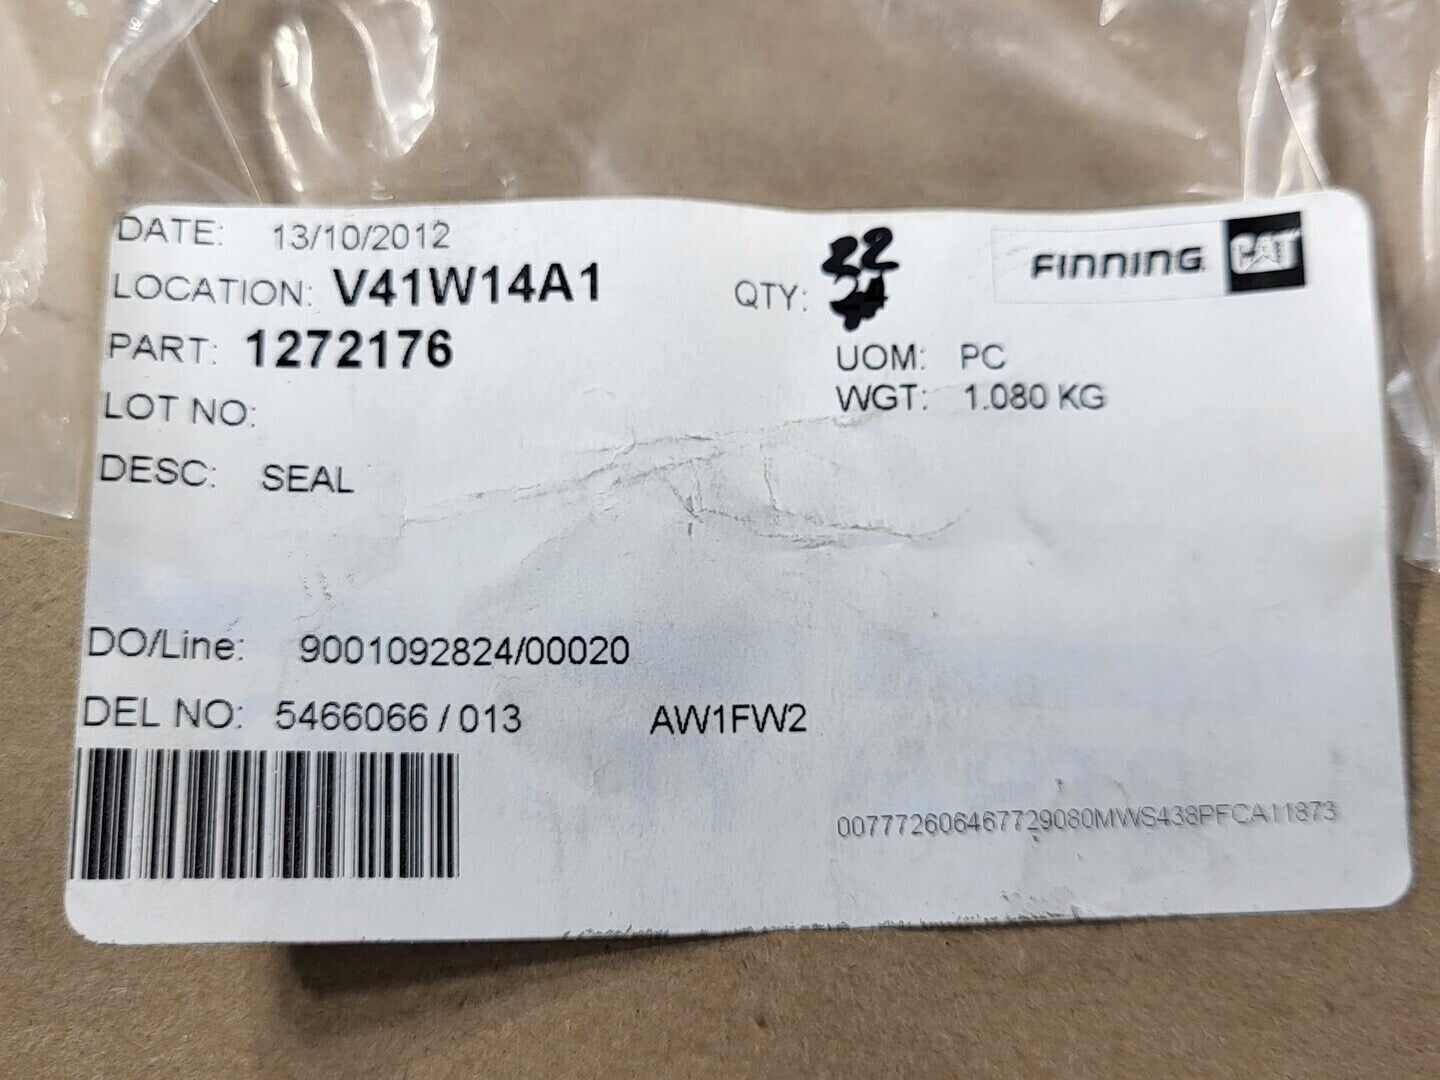 DATE: 13/10/2012
LOCATION: V41W14A1
QTY: 22
FINNING CAT
PART: 1272176
UOM: PC
LOT NO:
WGT: 1.080 KG
DESC: SEAL
DO/Line: 9001092824/00020
DEL NO: 5466066 / 013 AW1FW2
007772606467729080MWS438PFCA11873